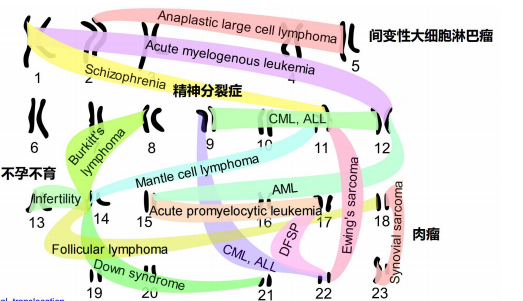 Anaplastic large cell lymphoma
间变性大细胞淋巴瘤
Acute myelogenous leukemia
Schizophrenia
精神分裂症
1
2
3
4
5
Burkitt's
lymphoma
CML, ALL
6
8
9
10
11
12
不孕不育
Mantle cell lymphoma
AML
Infertility
Acute promyelocytic leukemia
Ewing's sarcoma
Synovial sarcoma
肉瘤
13
14
15
16
17
18
DFSP
Follicular lymphoma
CML, ALL
Down syndrome
19
20
21
22
23
translocation